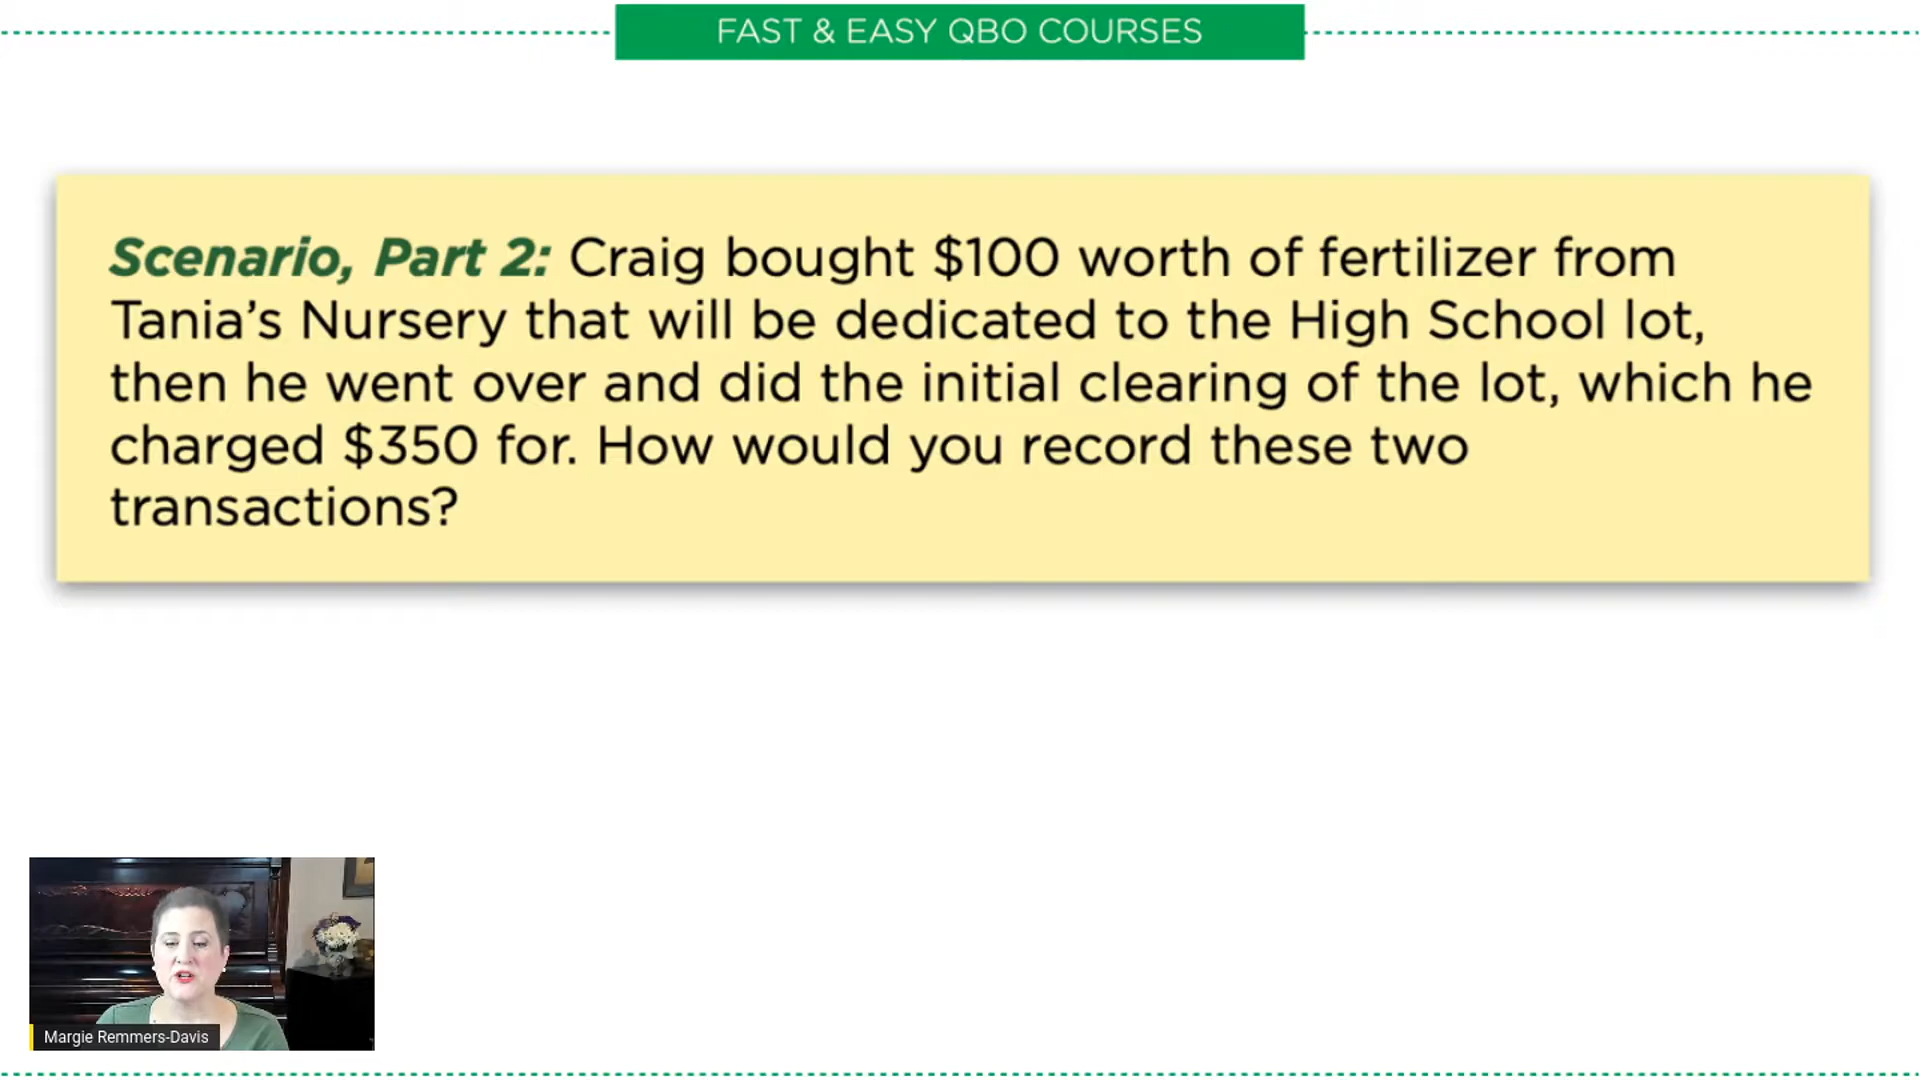 FAST & EASY QBO COURSES
Scenario, Part 2: Craig bought $100 worth of fertilizer from
Tania's Nursery that will be dedicated to the High School lot,
then he went over and did the initial clearing of the lot, which he
charged $350 for. How would you record these two
transactions?
Margie Remmers-Davis